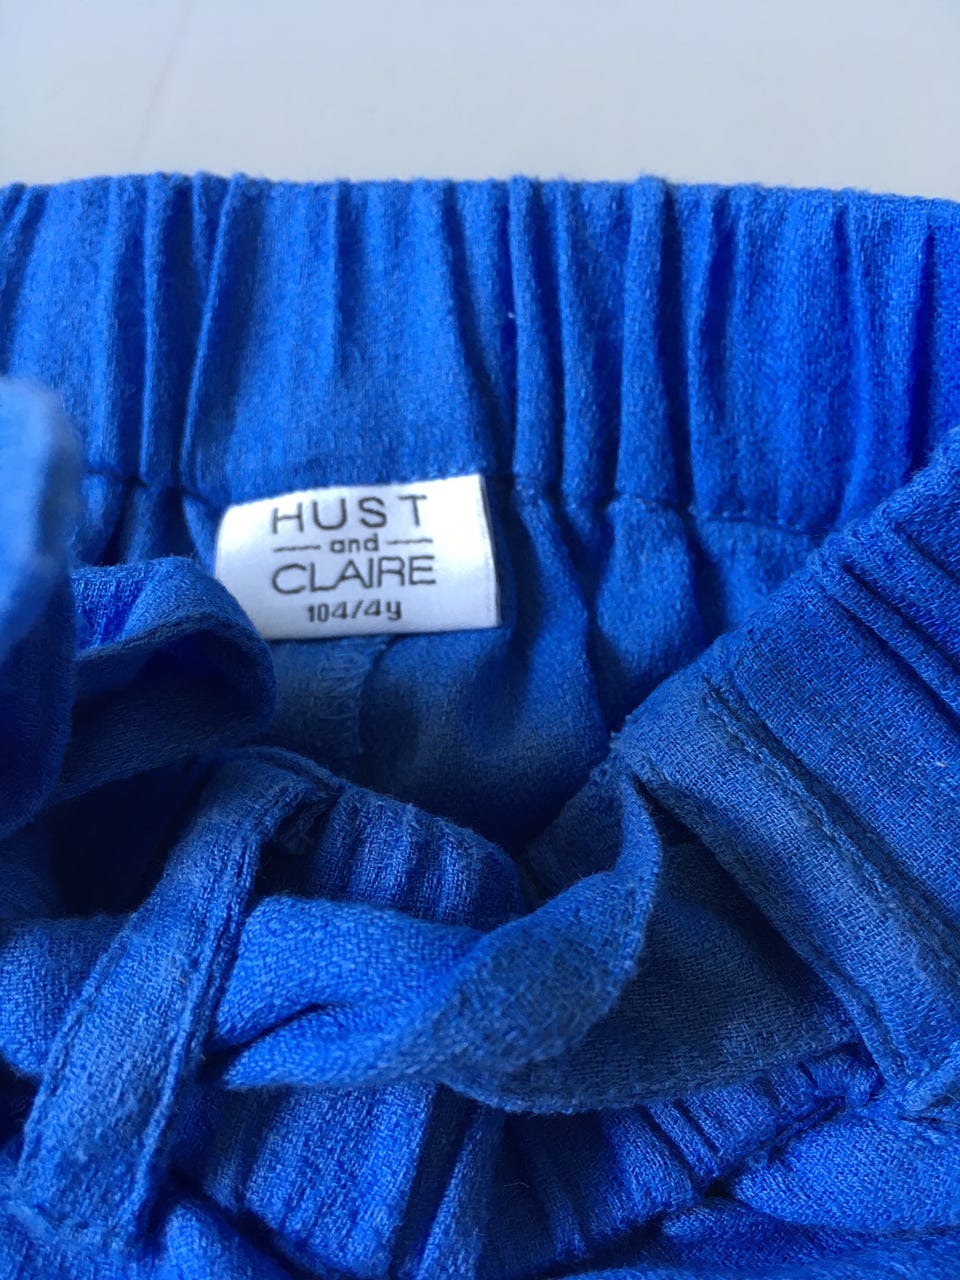 HUST
and
CLAIRE
104/4y